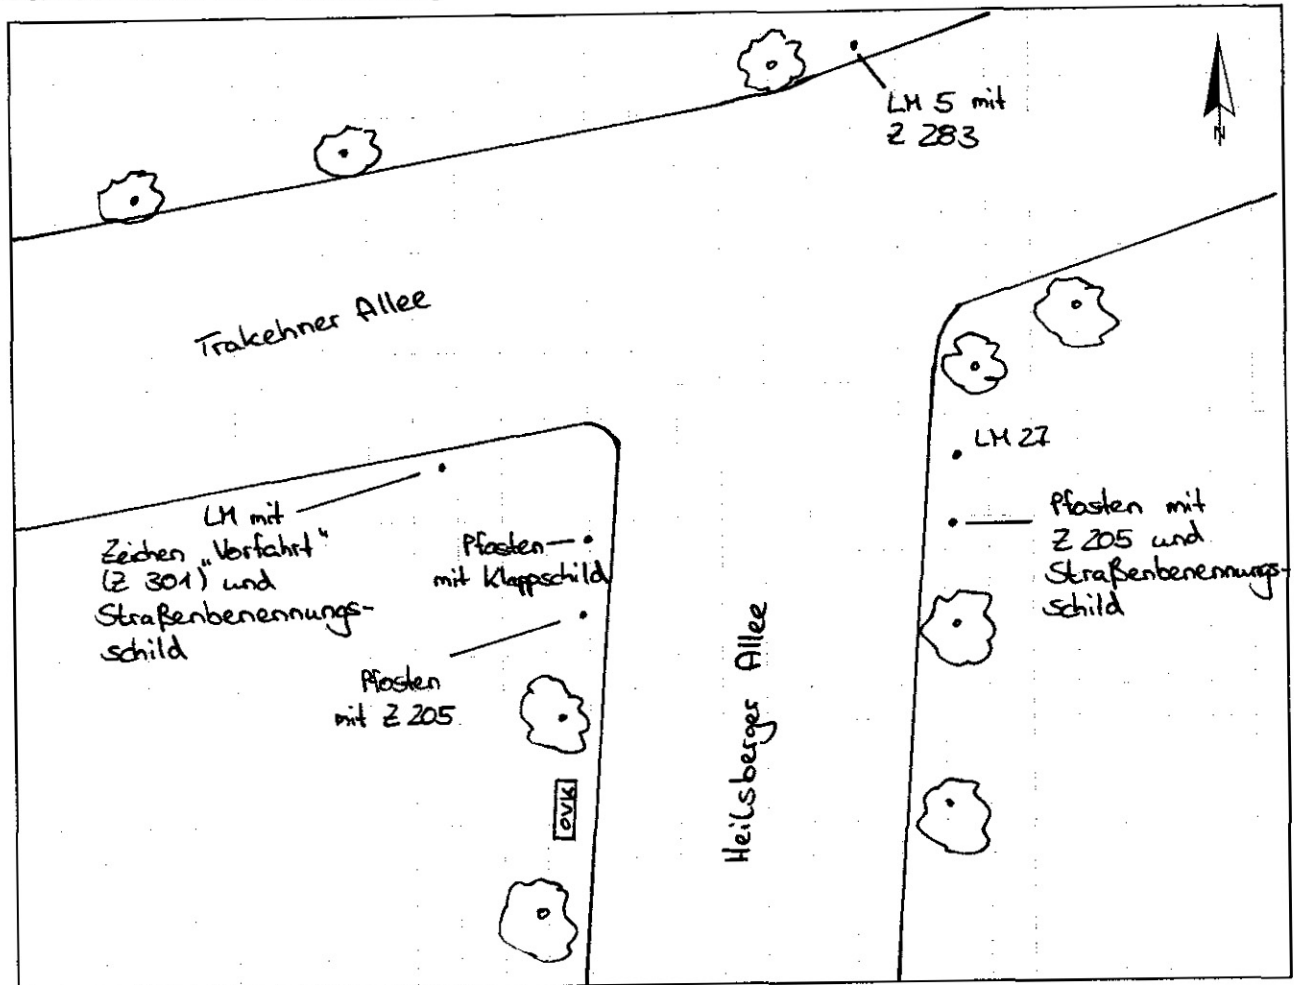 LM 5 mit
Z 283
N
Trakehner Allee
LM 27
LM mit
Zeichen "Vorfahrt"
(Z 301) und
Straßenbenennungs-
schild
Pfosten
mit Klappschild
Pfosten mit
Z 205 und
Straßenbenennungs-
schild
Pfosten
mit Z 205
Heilsberger Allee
OVK